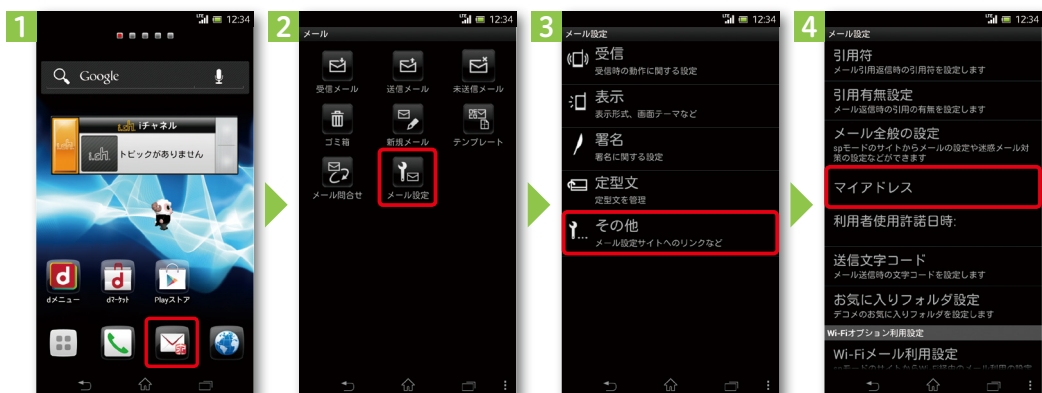 1
LTE 12:34
Google
i.ch iチャネル
i.ch
i.ch
トピックがありません
d
d
dメニュー
dマーケット
Playストア
2
LTE 12:34
メール
受信メール
送信メール
未送信メール
ゴミ箱
新規メール
テンプレート
メール問合せ
メール設定
3
LTE 12:34
メール設定
受信
受信時の動作に関する設定
表示
表示形式、画面テーマなど
署名
署名に関する設定
定型文
定型文を管理
その他
メール設定サイトへのリンクなど
4
LTE 12:34
メール設定
引用符
メール引用返信時の引用符を設定します
引用有無設定
メール返信時の引用の有無を設定します
メール全般の設定
spモードのサイトからメールの設定や迷惑メール対
策の設定などができます
マイアドレス
利用者使用許諾日時:
送信文字コード
メール送信時の文字コードを設定します
お気に入りフォルダ設定
デコメのお気に入りフォルダを設定します
Wi-Fiオプション利用設定
Wi-Fiメール利用設定